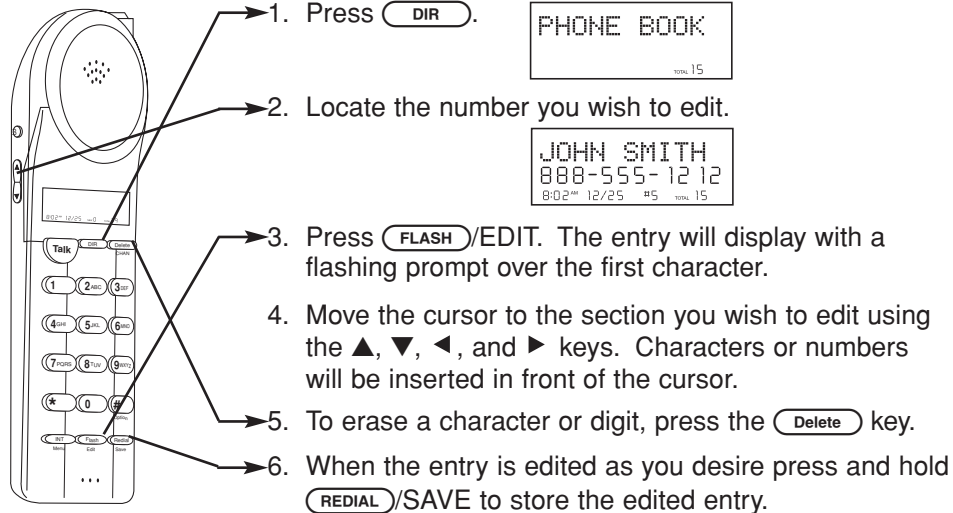 1. Press DIR.
PHONE BOOK
TOTAL 15
2. Locate the number you wish to edit.
JOHN SMITH
888-555-1212
8:02AM 12/25 #5 TOTAL 15
3. Press FLASH/EDIT. The entry will display with a
flashing prompt over the first character.
4. Move the cursor to the section you wish to edit using
the ▲, ▼, ◄, and ► keys. Characters or numbers
will be inserted in front of the cursor.
5. To erase a character or digit, press the Delete key.
6. When the entry is edited as you desire press and hold
REDIAL/SAVE to store the edited entry.
▲
▼
8:02 12/25
Talk DIR Delete
CHAN
1 2ABC 3DEF
4GHI 5JKL 6MNO
7PQRS 8TUV 9WXYZ
* 0 #
INT Flash Redial
Menu Edit Save